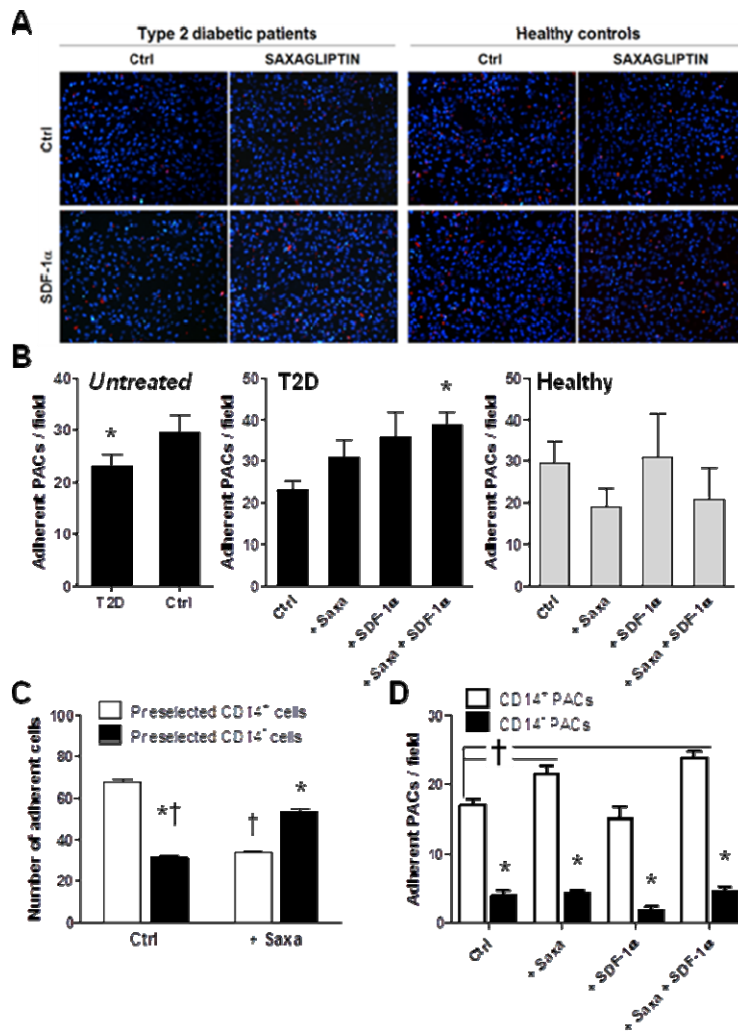 A
Type 2 diabetic patients
Healthy controls
Ctrl
SAXAGLIPTIN
Ctrl
SAXAGLIPTIN
Ctrl
SDF-1α
B
Adherent PACs / field
40
30
20
10
0
Untreated
*
T2D
Ctrl
Adherent PACs / field
50
40
30
20
10
0
T2D
*
Ctrl
+ Saxa
+ SDF-1α
+ Saxa + SDF-1α
Adherent PACs / field
50
40
30
20
10
0
Healthy
Ctrl
+ Saxa
+ SDF-1α
+ Saxa + SDF-1α
C
Preselected CD14⁺ cells
Preselected CD14⁻ cells
Number of adherent cells
100
80
60
40
20
0
*†
†
*
Ctrl
+ Saxa
D
CD14⁺ PACs
CD14⁻ PACs
Adherent PACs / field
30
20
10
0
†
*
*
*
*
Ctrl
+ Saxa
+ SDF-1α
+ Saxa + SDF-1α